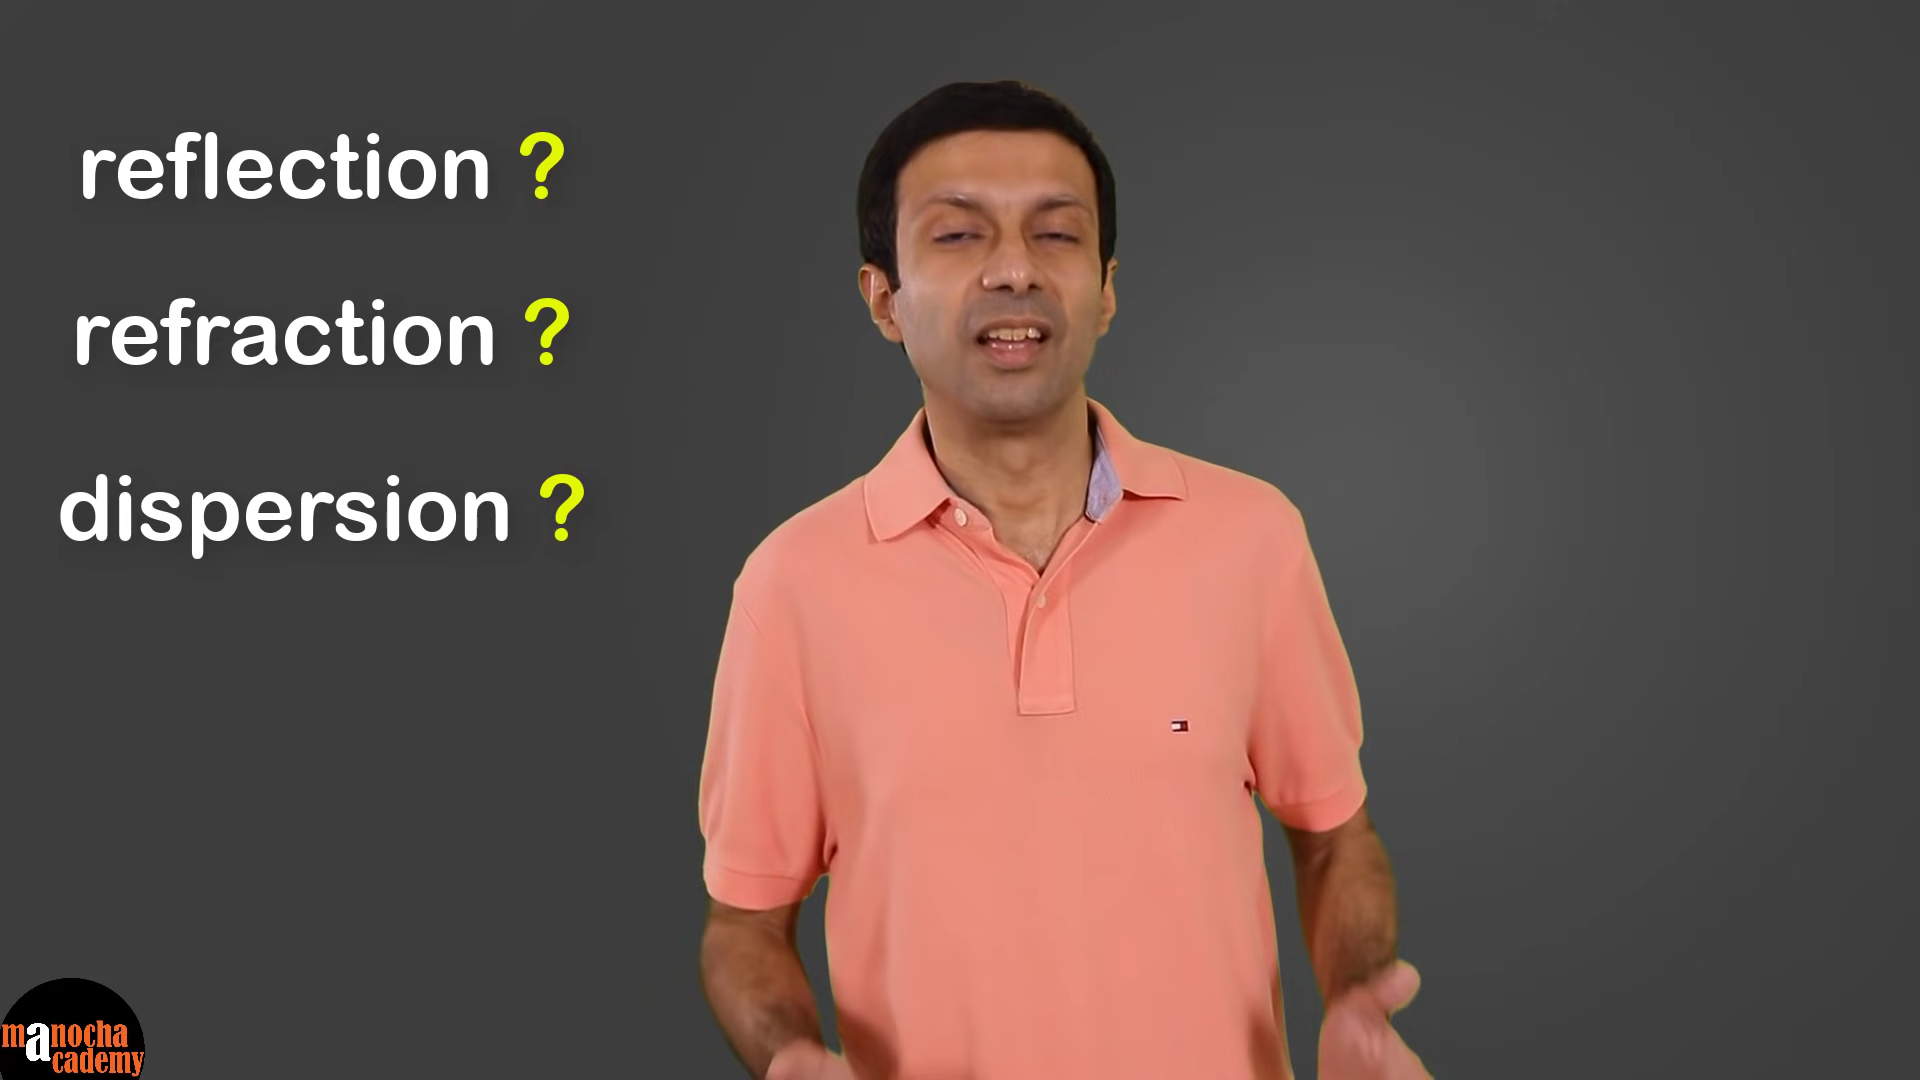 reflection ?
refraction ?
dispersion ?
manocha
academy